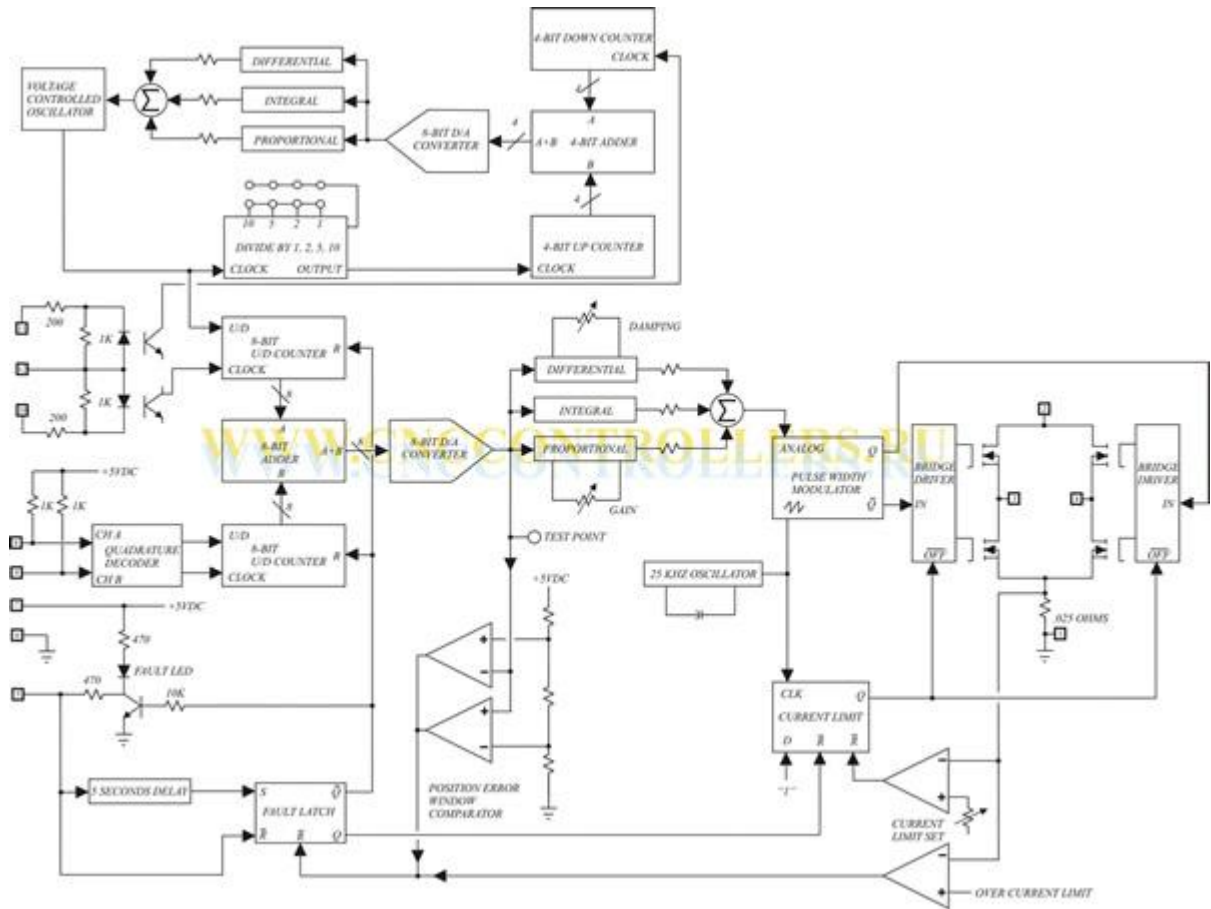 4-BIT DOWN COUNTER
CLOCK
DIFFERENTIAL
VOLTAGE
CONTROLLED
OSCILLATOR
Σ
INTEGRAL
PROPORTIONAL
8-BIT D/A
CONVERTER
4
A
A+B
4-BIT ADDER
B
4
10 5 2 1
DIVIDE BY 1, 2, 5, 10
CLOCK OUTPUT
4-BIT UP COUNTER
CLOCK
200
1K
1K
200
U/D
8-BIT
U/D COUNTER
R
CLOCK
8
DAMPING
DIFFERENTIAL
INTEGRAL
PROPORTIONAL
Σ
GAIN
A
8-BIT
ADDER
A+B
B
8
8-BIT D/A
CONVERTER
WWW.CNCCONTROLLERS.RU
ANALOG
Q
PULSE WIDTH
MODULATOR
Q
BRIDGE
DRIVER
IN
OFF
BRIDGE
DRIVER
IN
OFF
+5VDC
1K 1K
CH A
QUADRATURE
DECODER
CH B
8
U/D
8-BIT
U/D COUNTER
R
CLOCK
TEST POINT
25 KHZ OSCILLATOR
+5VDC
.025 OHMS
+5VDC
470
FAULT LED
470
10K
+
-
+
-
POSITION ERROR
WINDOW
COMPARATOR
CLK
Q
CURRENT LIMIT
D R R
"1"
-
+
CURRENT
LIMIT SET
5 SECONDS DELAY
S
Q
FAULT LATCH
R R Q
-
+
OVER CURRENT LIMIT